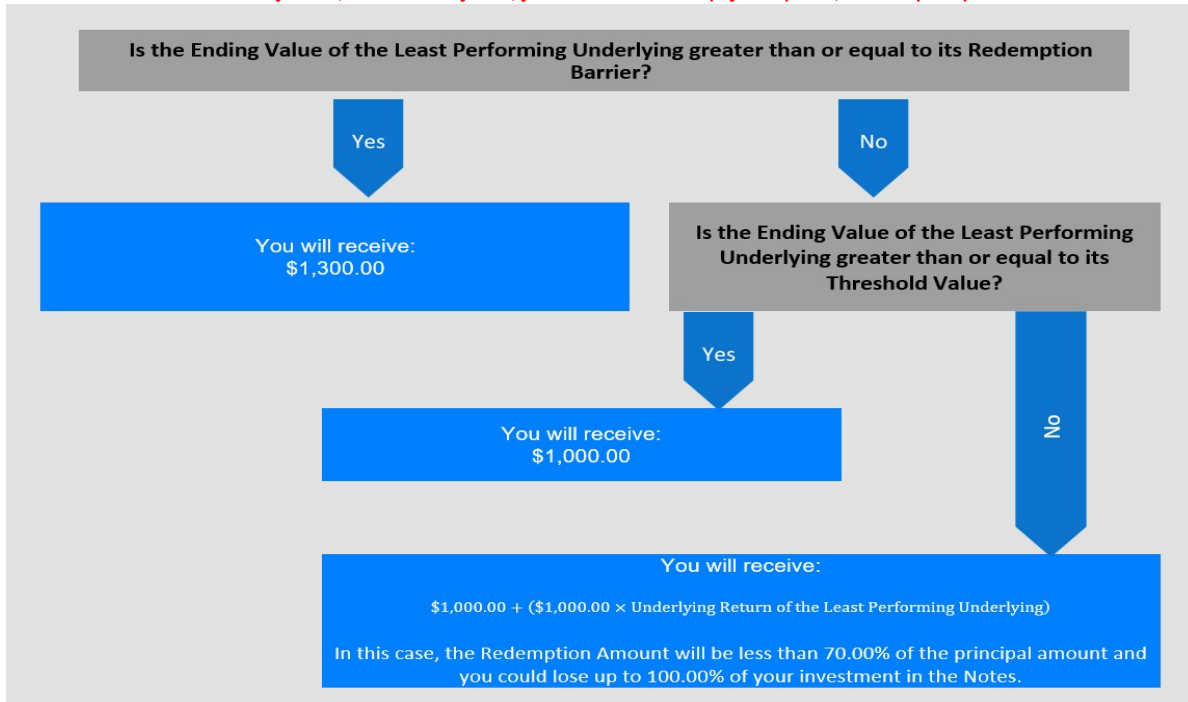 Is the Ending Value of the Least Performing Underlying greater than or equal to its Redemption
Barrier?
Yes
No
You will receive:
$1,300.00
Is the Ending Value of the Least Performing
Underlying greater than or equal to its
Threshold Value?
Yes
No
You will receive:
$1,000.00
You will receive:
$1,000.00 + ($1,000.00 × Underlying Return of the Least Performing Underlying)
In this case, the Redemption Amount will be less than 70.00% of the principal amount and
you could lose up to 100.00% of your investment in the Notes.